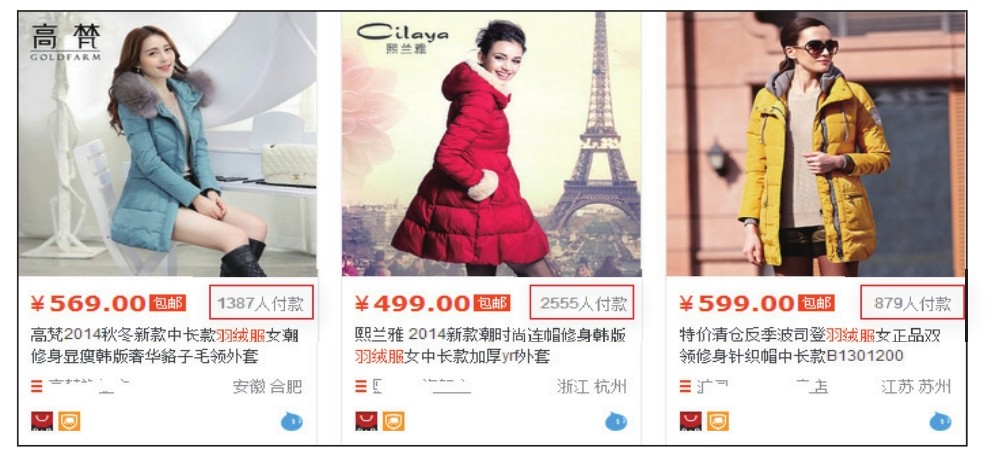 高梵
GOLDFARM
¥569.00 包邮 1387人付款
高梵2014秋冬新款中长款羽绒服女潮
修身显瘦韩版奢华貉子毛领外套
安徽 合肥
Cilaya
熙兰雅
¥499.00 包邮 2555人付款
熙兰雅 2014新款潮时尚连帽修身韩版
羽绒服女中长款加厚yrf外套
浙江 杭州
¥599.00 包邮 879人付款
特价清仓反季波司登羽绒服女正品双
领修身针织帽中长款B1301200
江苏 苏州